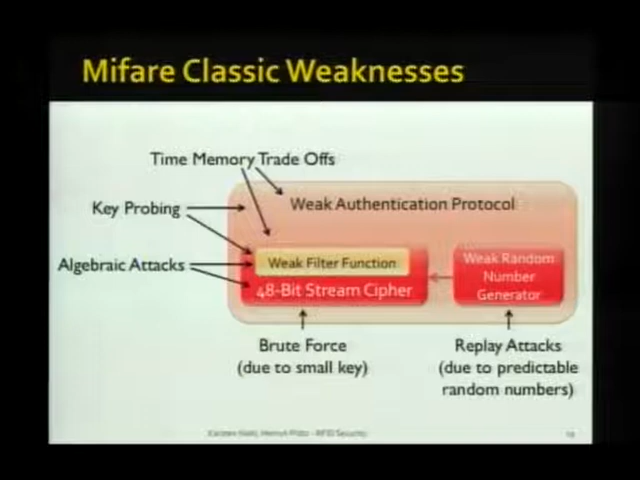 Mifare Classic Weaknesses
Time Memory Trade Offs
Key Probing
Weak Authentication Protocol
Algebraic Attacks
Weak Filter Function
48-Bit Stream Cipher
Weak Random
Number
Generator
Brute Force
(due to small key)
Replay Attacks
(due to predictable
random numbers)
- RFID Security